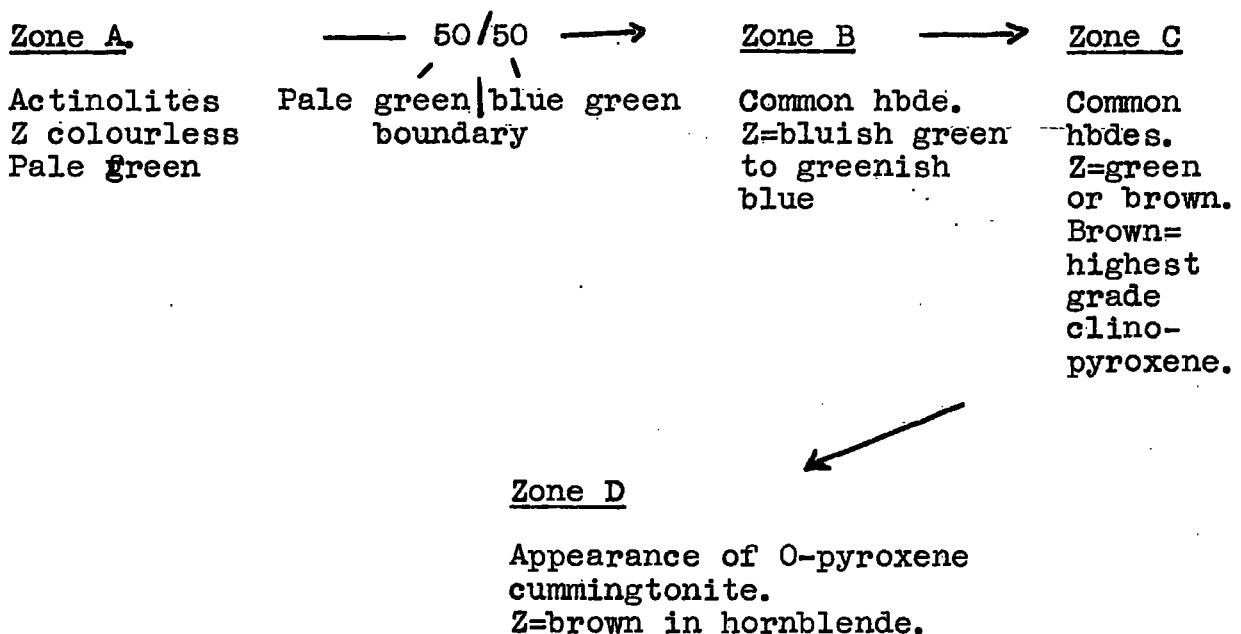 Zone A.
Actinolites
Z colourless
Pale green
50/50
Pale green|blue green
boundary
Zone B
Common hbde.
Z=bluish green
to greenish
blue
Zone C
Common
hbdes.
Z=green
or brown.
Brown=
highest
grade
clino-
pyroxene.
Zone D
Appearance of O-pyroxene
cummingtonite.
Z=brown in hornblende.